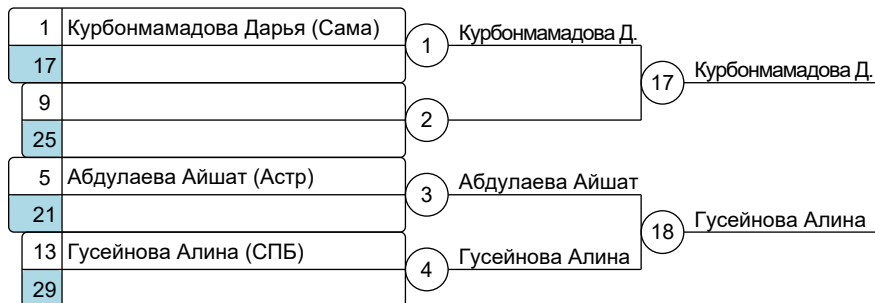 1 Курбонмамадова Дарья (Сама)
1 Курбонмамадова Д.
17
17 Курбонмамадова Д.
9
2
25
5 Абдулаева Айшат (Астр)
3 Абдулаева Айшат
21
18 Гусейнова Алина
13 Гусейнова Алина (СПБ)
4 Гусейнова Алина
29